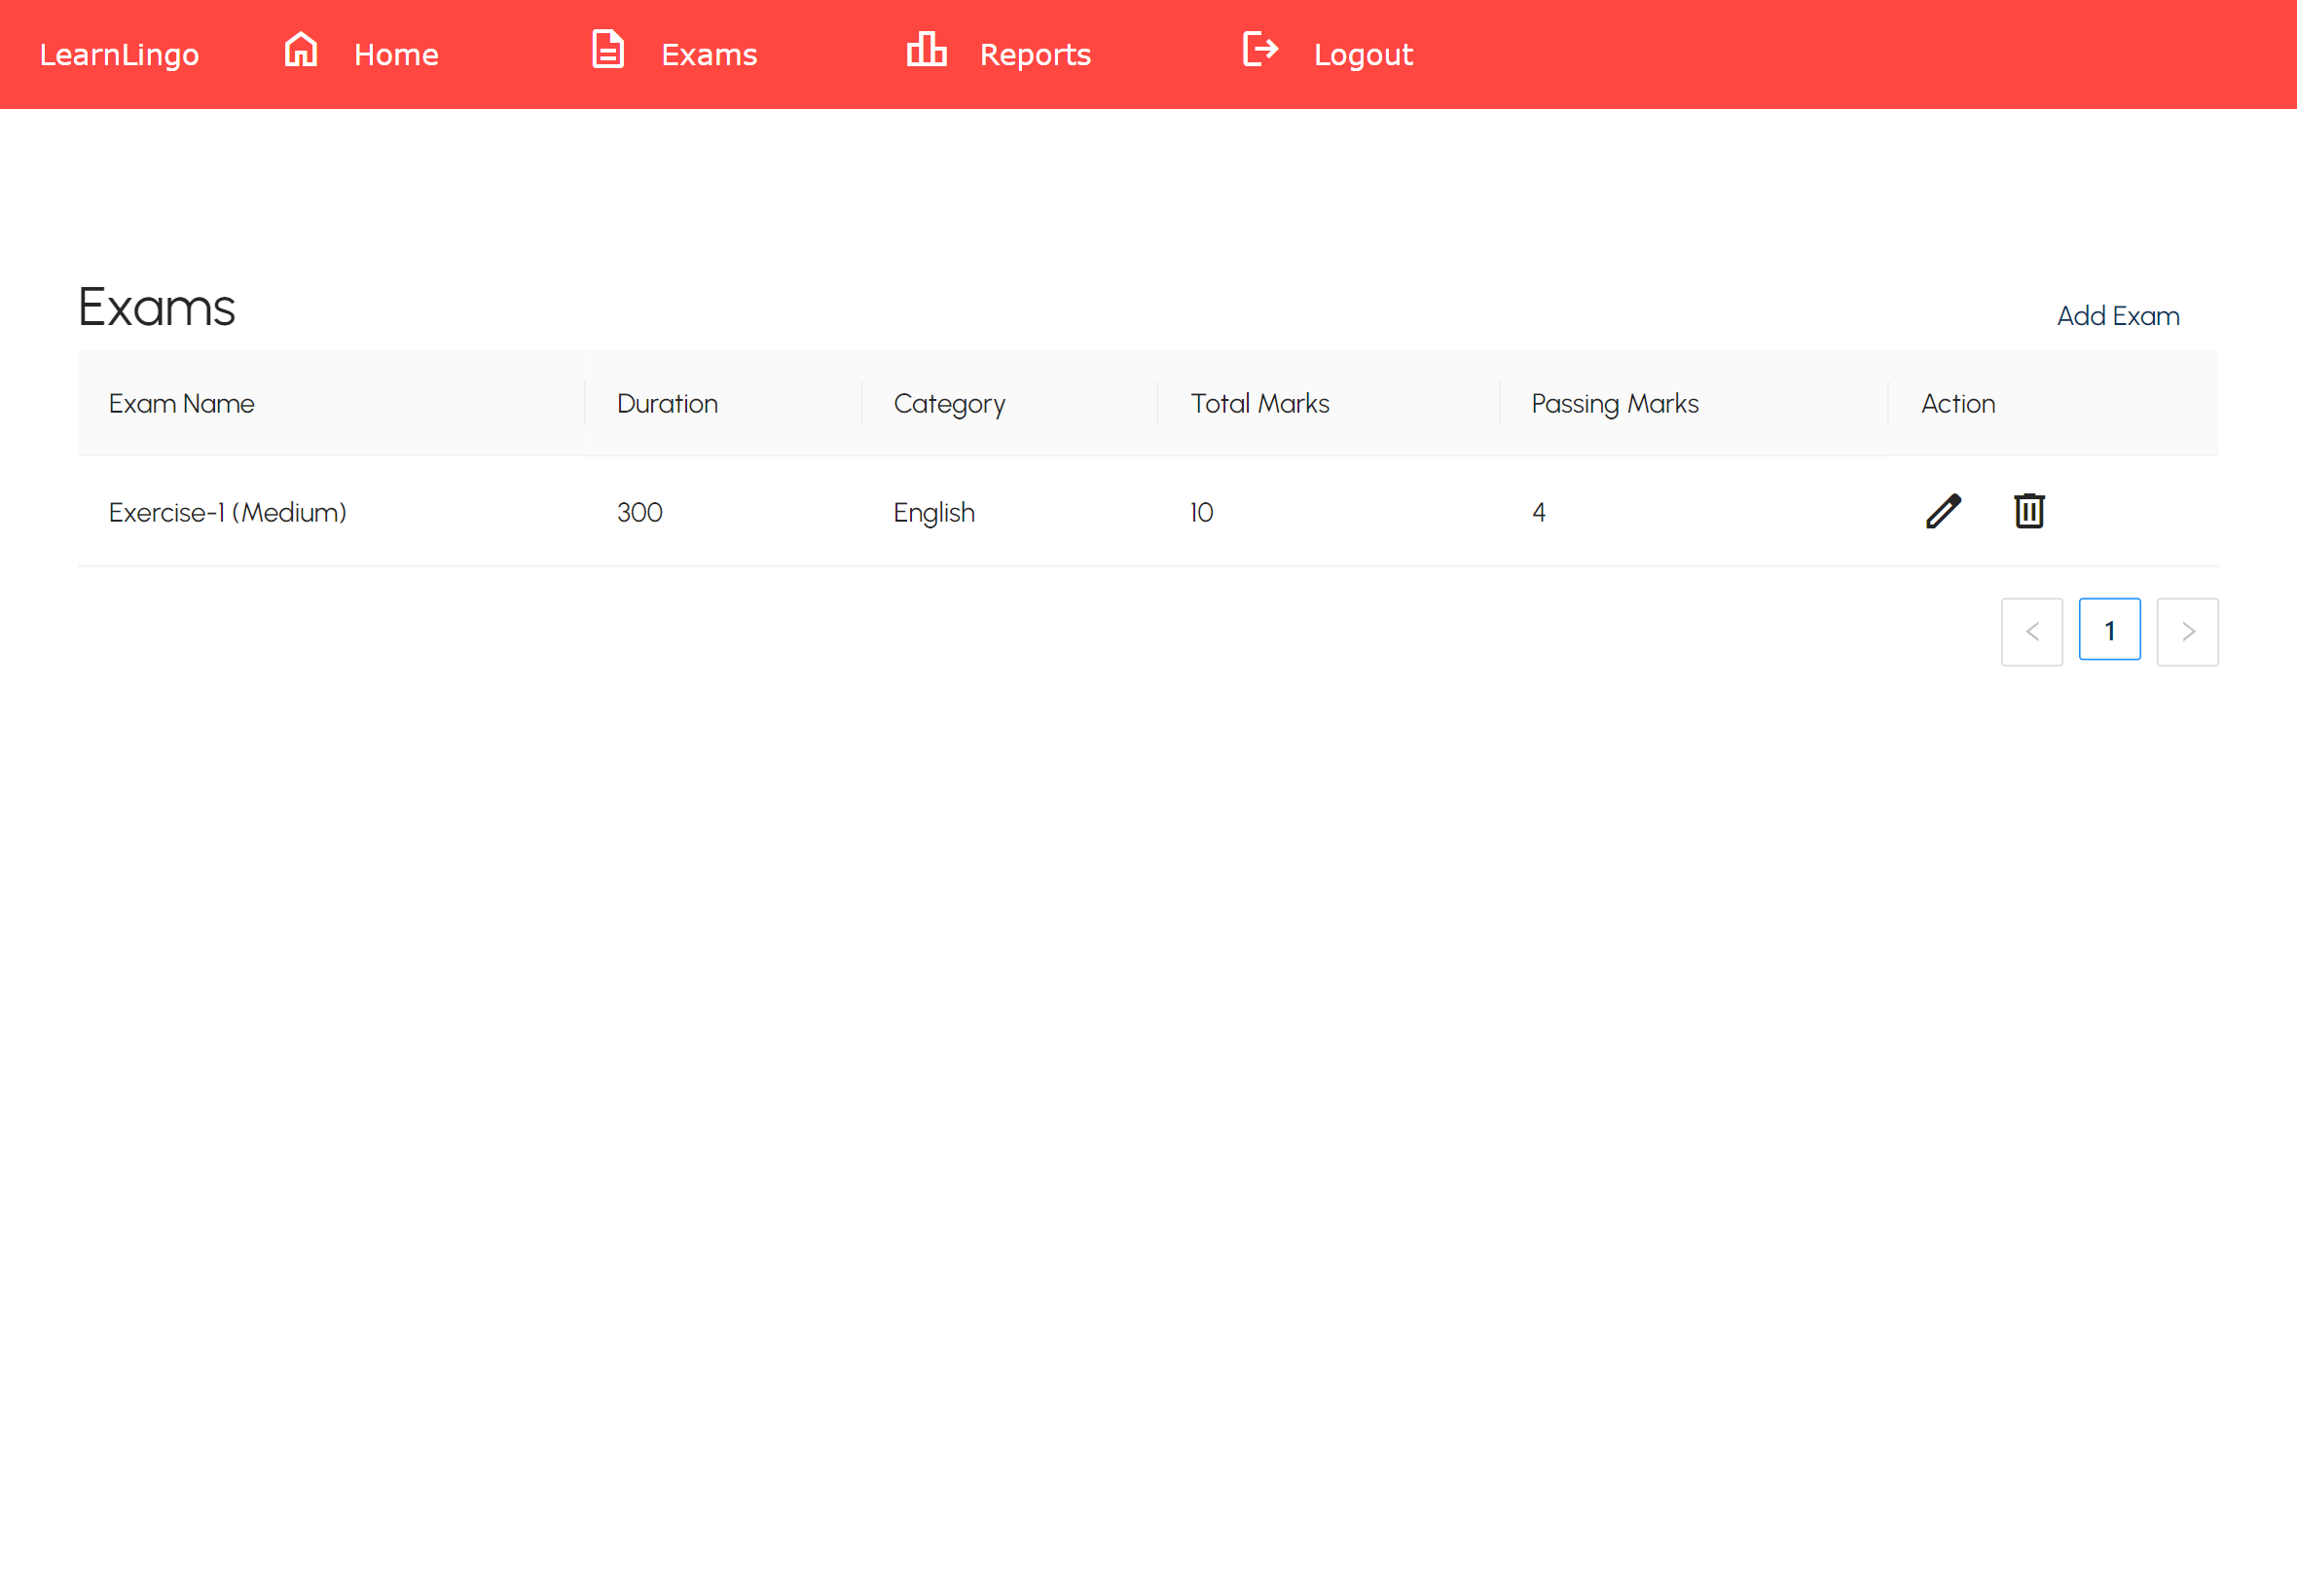 LearnLingo Home Exams Reports Logout
Exams
Add Exam
Exam Name Duration Category Total Marks Passing Marks Action
Exercise-1 (Medium) 300 English 10 4
< 1 >